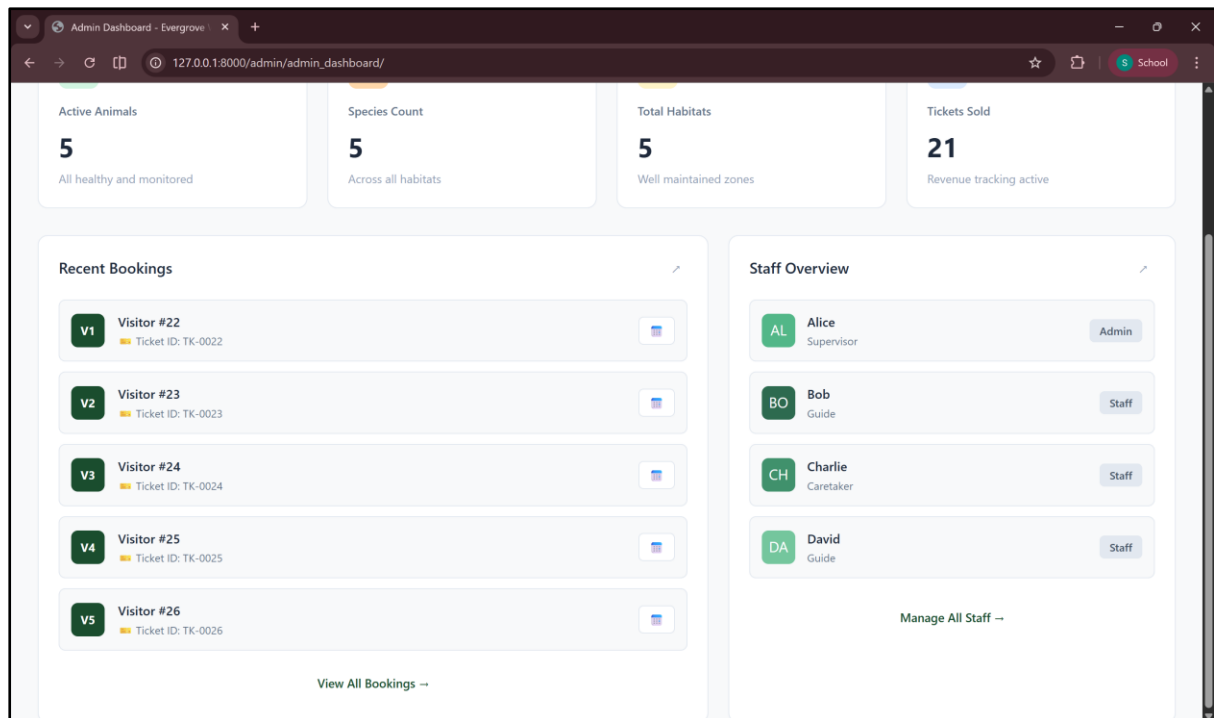 Admin Dashboard - Evergrove
127.0.0.1:8000/admin/admin_dashboard/
S School
Active Animals
5
All healthy and monitored
Species Count
5
Across all habitats
Total Habitats
5
Well maintained zones
Tickets Sold
21
Revenue tracking active
Recent Bookings
V1
Visitor #22
Ticket ID: TK-0022
V2
Visitor #23
Ticket ID: TK-0023
V3
Visitor #24
Ticket ID: TK-0024
V4
Visitor #25
Ticket ID: TK-0025
V5
Visitor #26
Ticket ID: TK-0026
View All Bookings →
Staff Overview
AL
Alice
Supervisor
Admin
BO
Bob
Guide
Staff
CH
Charlie
Caretaker
Staff
DA
David
Guide
Staff
Manage All Staff →